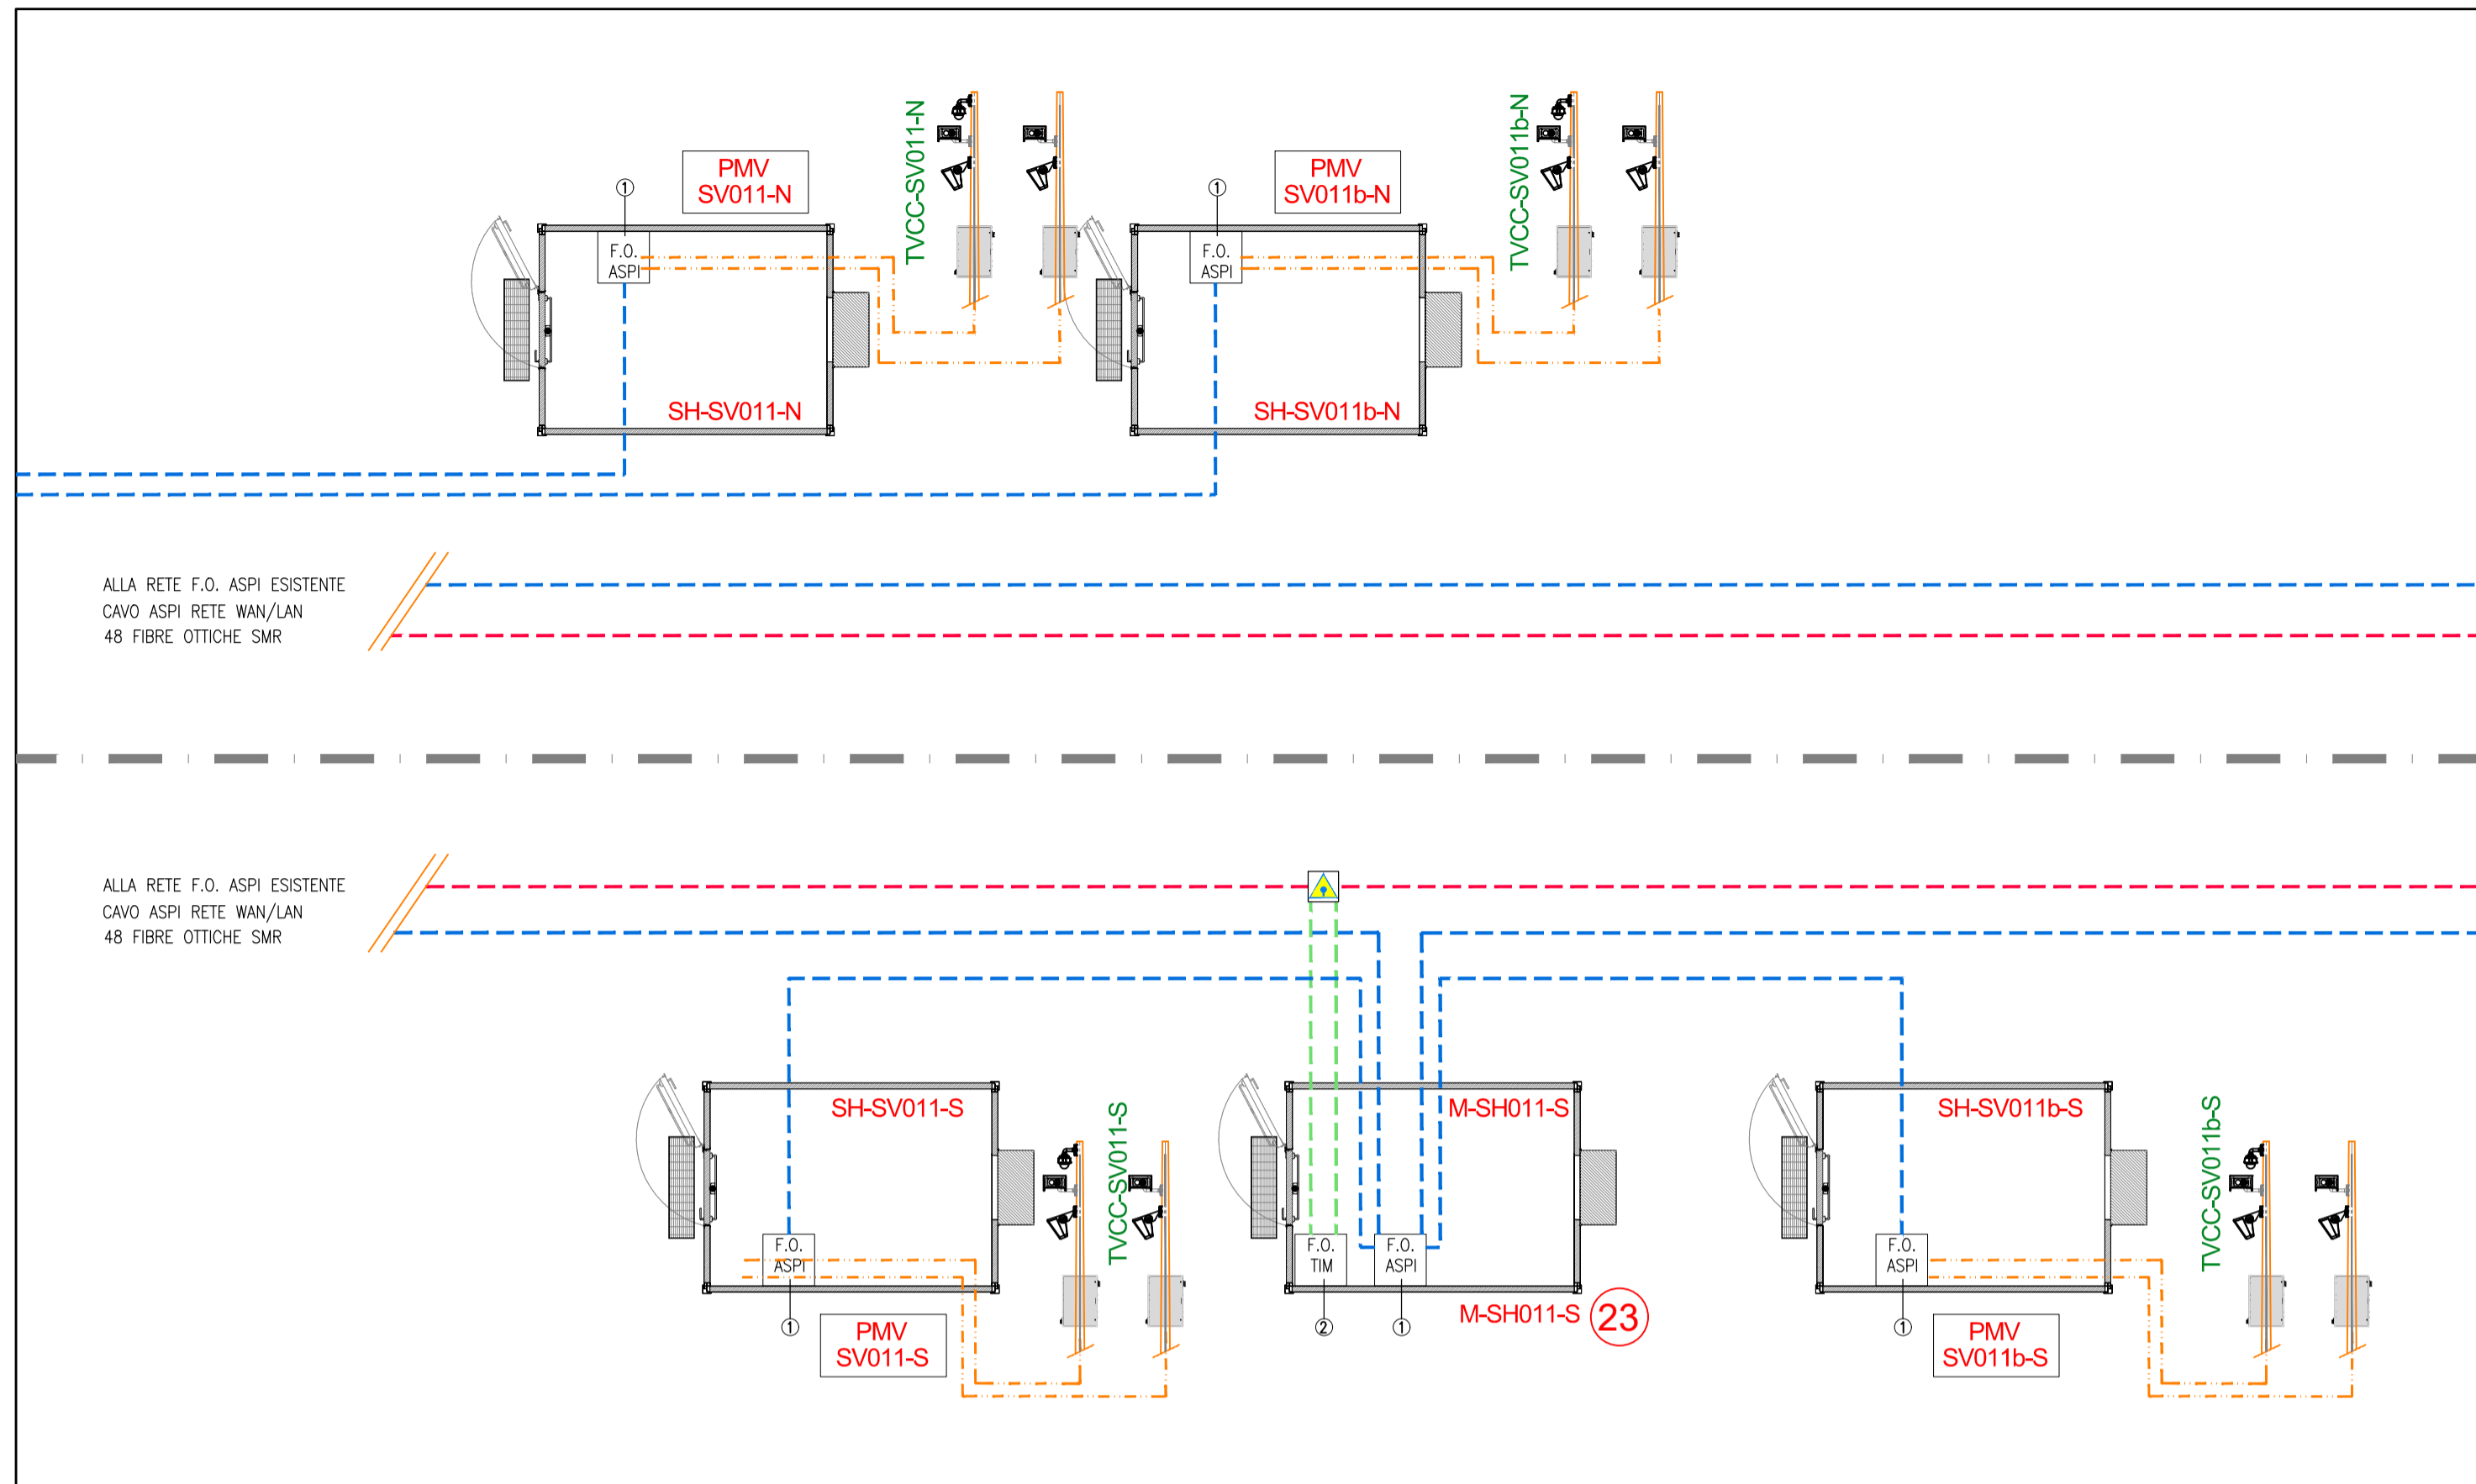 PMV
SV011-N
TVCC-SV011-N
PMV
SV011b-N
TVCC-SV011b-N
1
1
F.O.
ASPI
F.O.
ASPI
SH-SV011-N
SH-SV011b-N
ALLA RETE F.O. ASPI ESISTENTE
CAVO ASPI RETE WAN/LAN
48 FIBRE OTTICHE SMR
ALLA RETE F.O. ASPI ESISTENTE
CAVO ASPI RETE WAN/LAN
48 FIBRE OTTICHE SMR
SH-SV011-S
TVCC-SV011-S
M-SH011-S
SH-SV011b-S
TVCC-SV011b-S
F.O.
ASPI
F.O.
TIM
F.O.
ASPI
F.O.
ASPI
1
PMV
SV011-S
2
1
M-SH011-S
23
1
PMV
SV011b-S